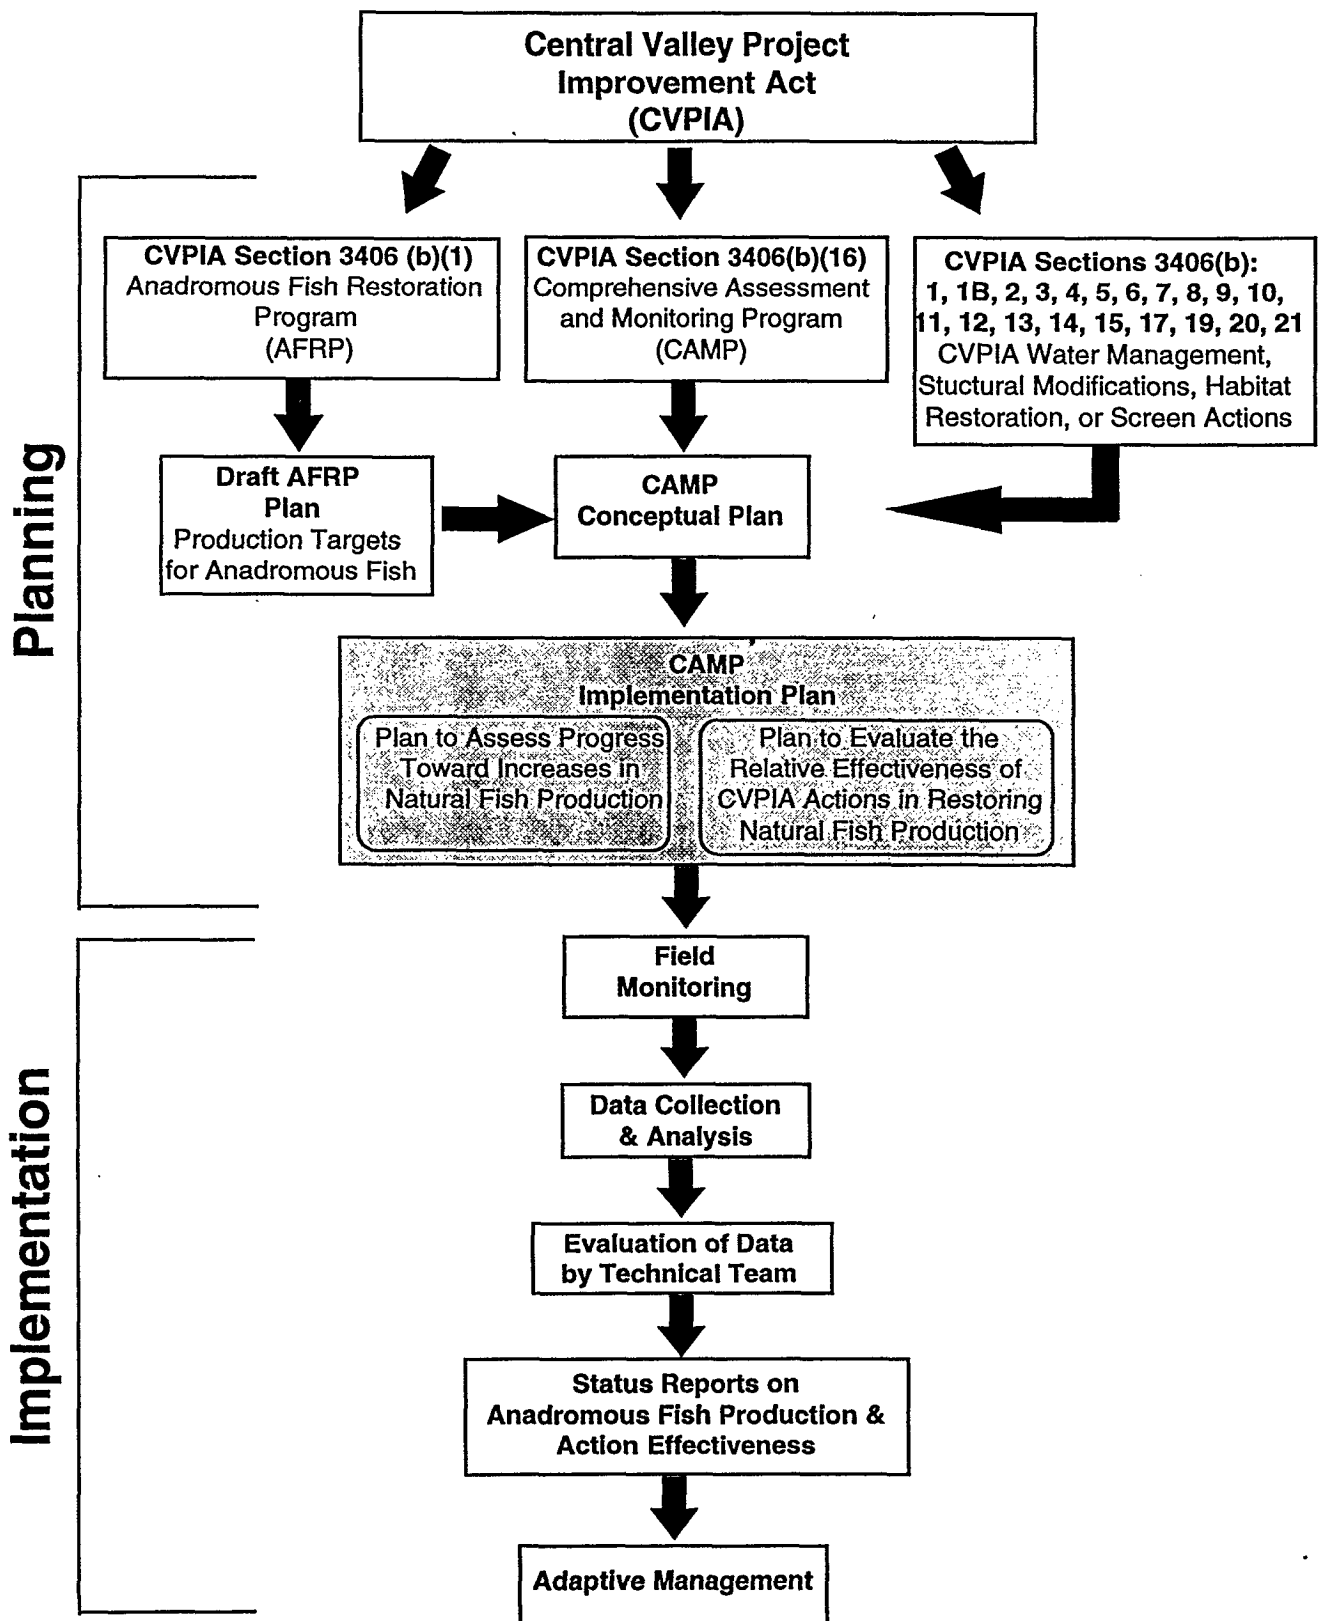 Central Valley Project
Improvement Act
(CVPIA)
Planning
CVPIA Section 3406 (b)(1)
Anadromous Fish Restoration
Program
(AFRP)
CVPIA Section 3406(b)(16)
Comprehensive Assessment
and Monitoring Program
(CAMP)
CVPIA Sections 3406(b):
1, 1B, 2, 3, 4, 5, 6, 7, 8, 9, 10,
11, 12, 13, 14, 15, 17, 19, 20, 21
CVPIA Water Management,
Stuctural Modifications, Habitat
Restoration, or Screen Actions
Draft AFRP
Plan
Production Targets
for Anadromous Fish
CAMP
Conceptual Plan
CAMP
Implementation Plan
Plan to Assess Progress
Toward Increases in
Natural Fish Production
Plan to Evaluate the
Relative Effectiveness of
CVPIA Actions in Restoring
Natural Fish Production
Implementation
Field
Monitoring
Data Collection
& Analysis
Evaluation of Data
by Technical Team
Status Reports on
Anadromous Fish Production &
Action Effectiveness
Adaptive Management